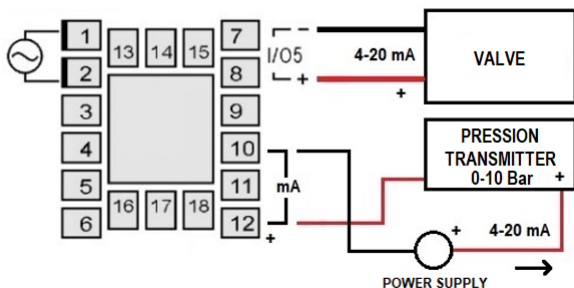 1
2
3
4
5
6
13
14
15
16
17
18
7
8
9
10
11
12
I/O5
-
+
4-20 mA
+
VALVE
mA
+
PRESSION
TRANSMITTER
0-10 Bar
+
+
4-20 mA
POWER SUPPLY